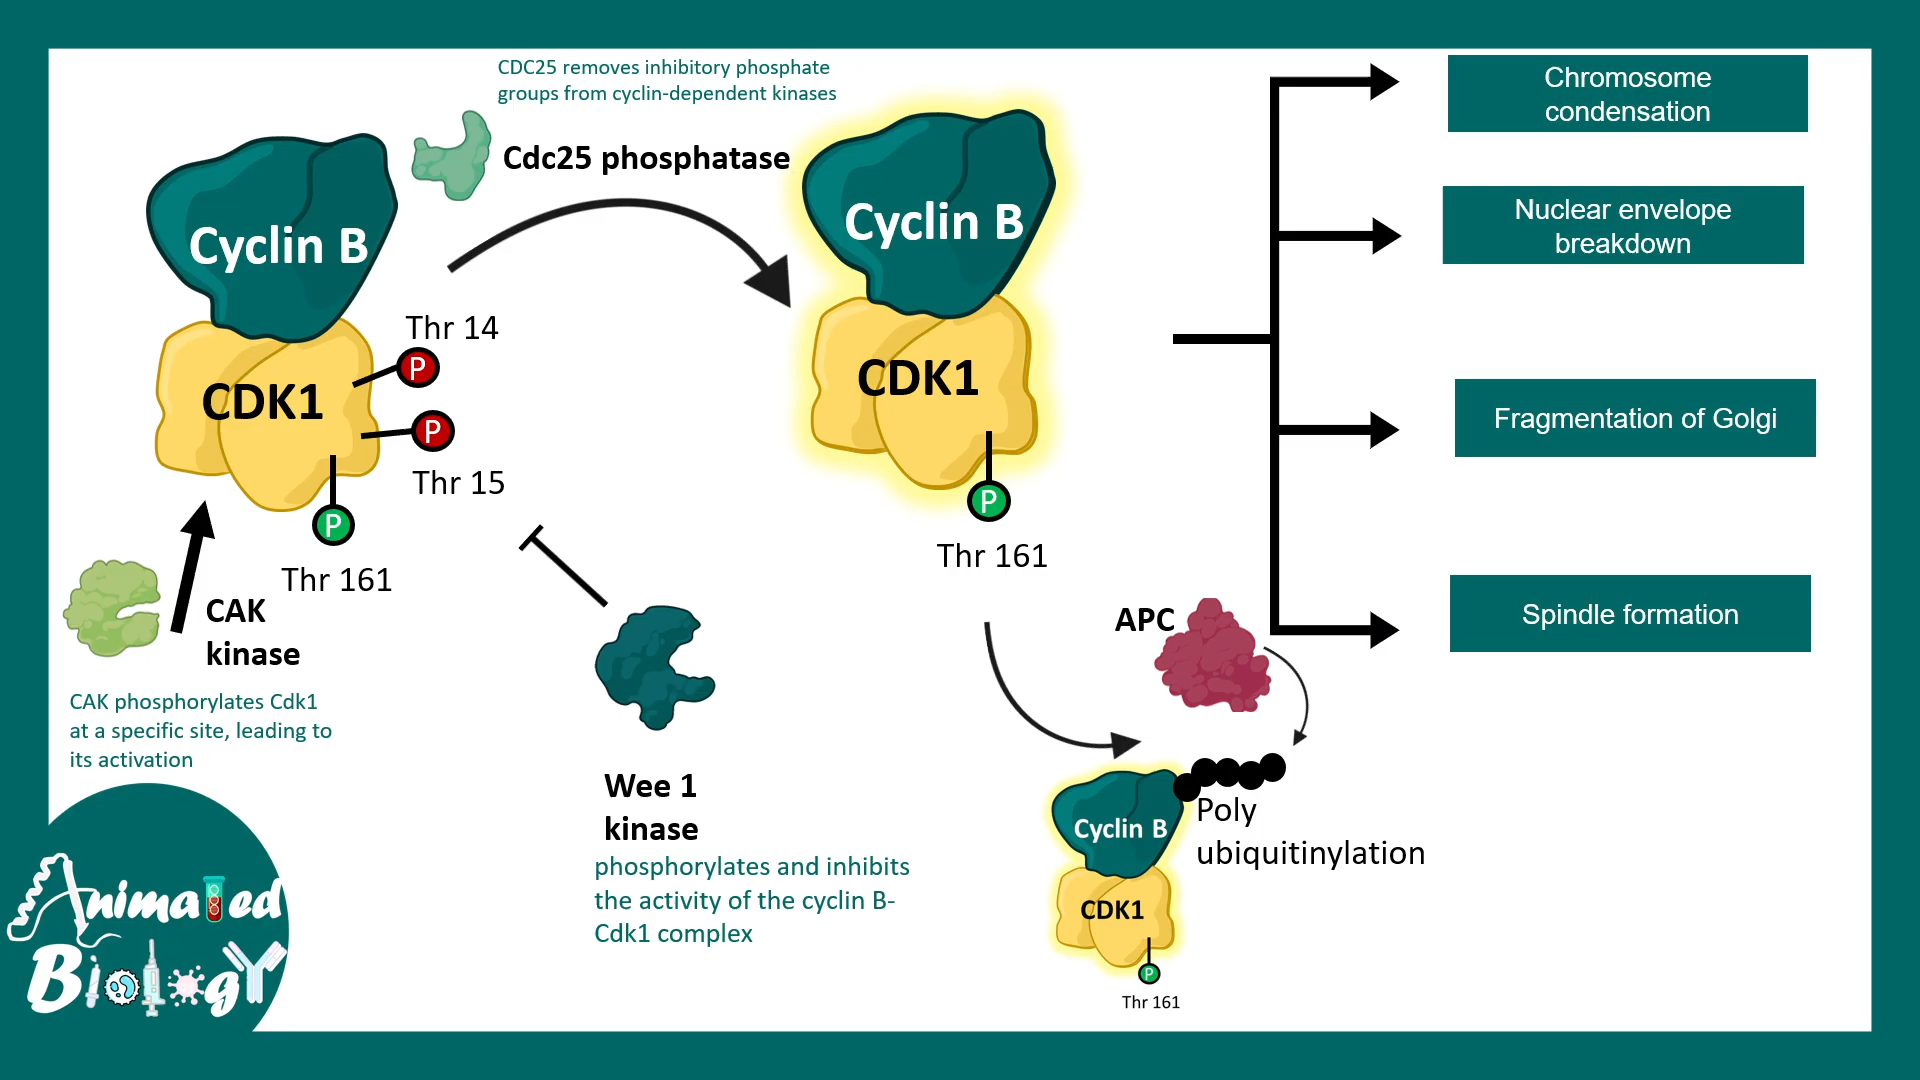 CDC25 removes inhibitory phosphate
groups from cyclin-dependent kinases
Cdc25 phosphatase
Cyclin B
CDK1
Thr 14
P
P
Thr 15
P
Thr 161
CAK
kinase
CAK phosphorylates Cdk1
at a specific site, leading to
its activation
Wee 1
kinase
phosphorylates and inhibits
the activity of the cyclin B-
Cdk1 complex
Cyclin B
CDK1
P
Thr 161
APC
Poly
ubiquitinylation
Cyclin B
CDK1
P
Thr 161
Chromosome
condensation
Nuclear envelope
breakdown
Fragmentation of Golgi
Spindle formation
Animated
Biology